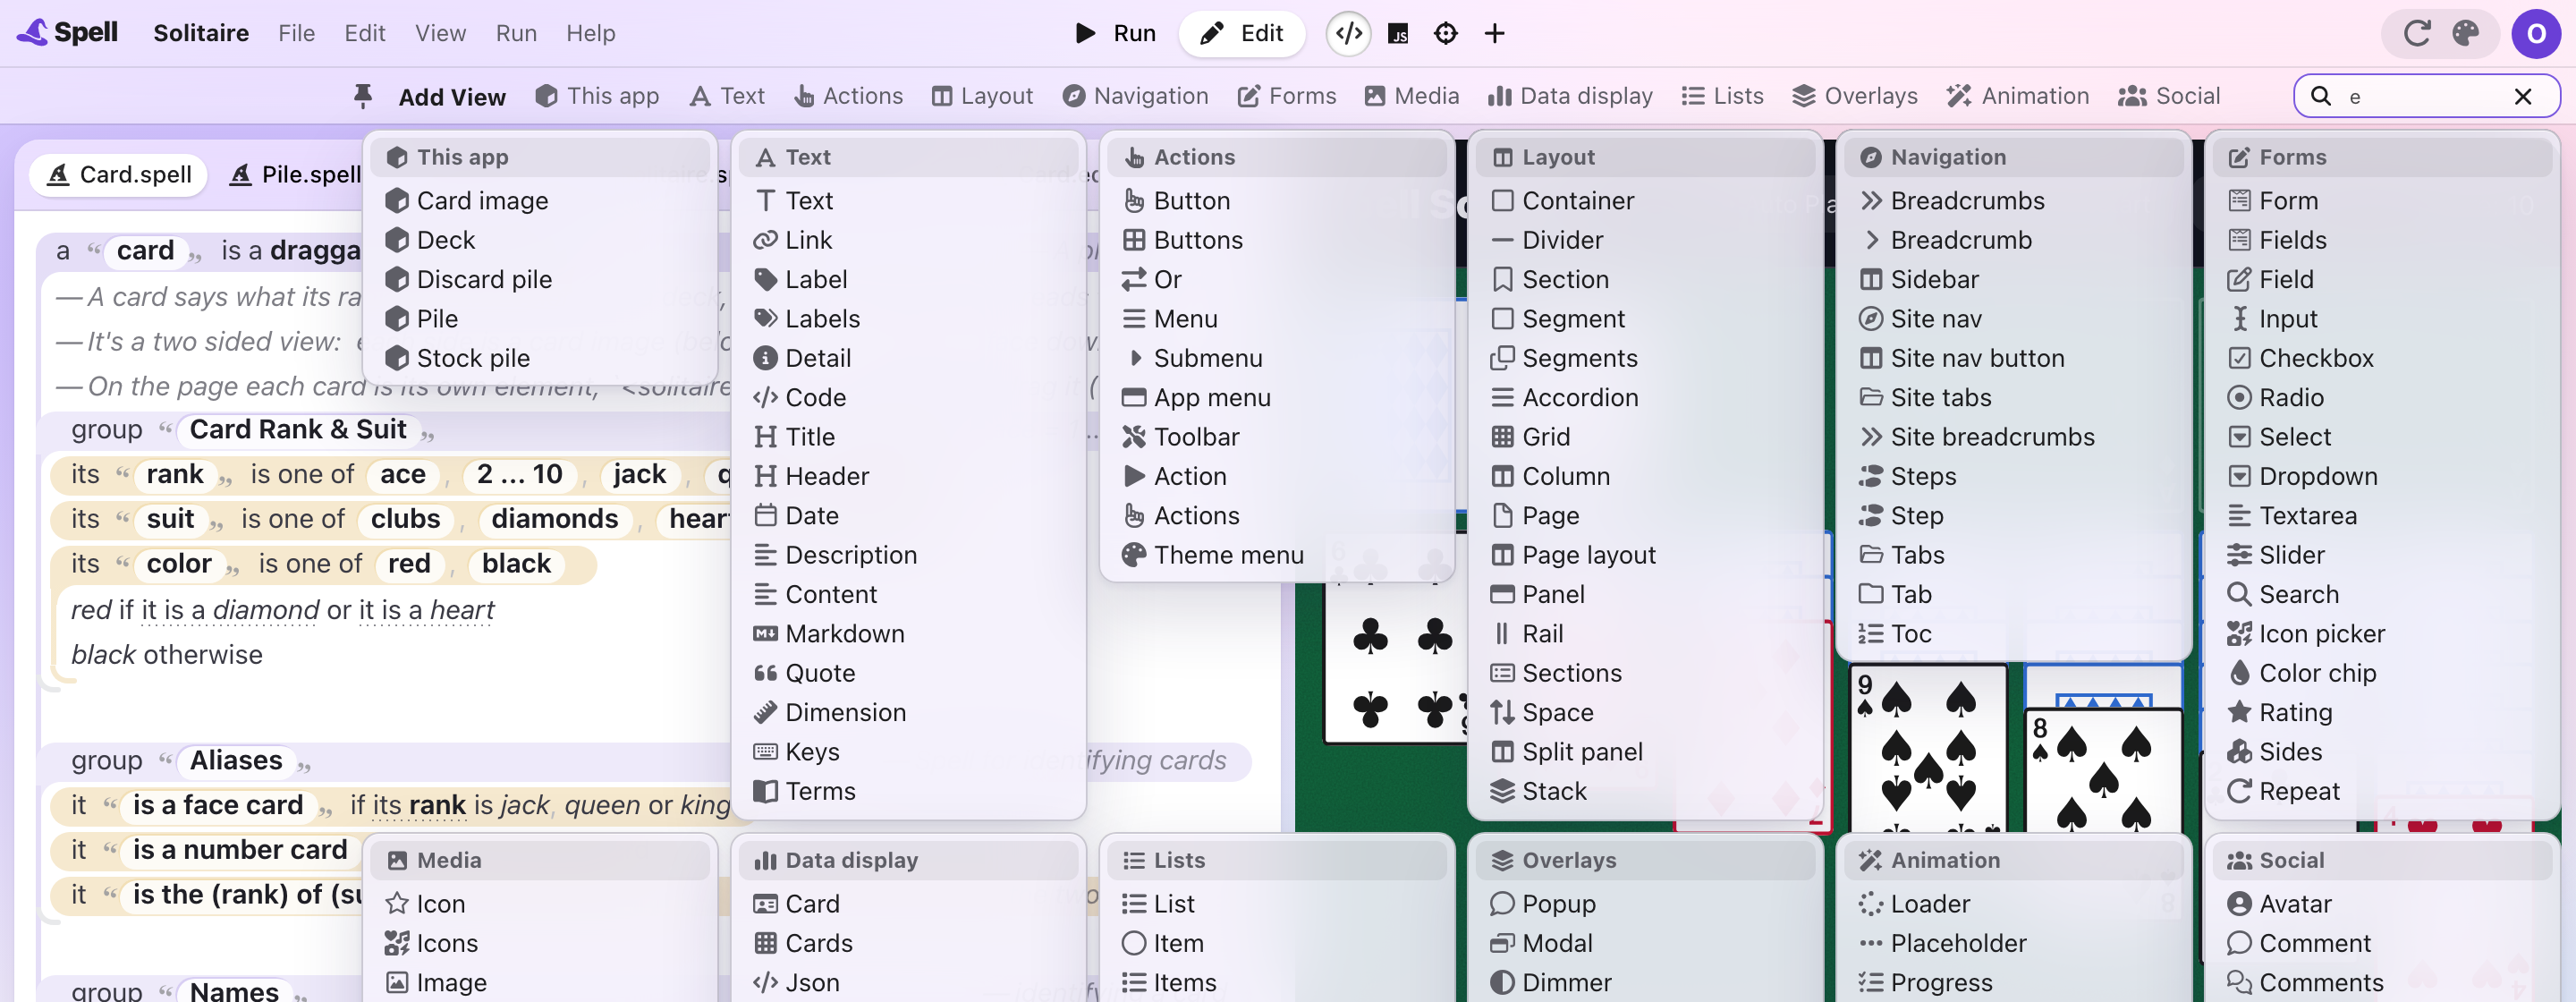 Spell Solitaire File Edit View Run Help Run Edit </> JS O
Add View This app Text Actions Layout Navigation Forms Media Data display Lists Overlays Animation Social e
Card.spell Pile.spell
a “ card „ is a dragga
— A card says what its ra
— It's a two sided view:
— On the page each card is its own element, '<solitaire
group “ Card Rank & Suit „
its “ rank „ is one of ace , 2 ... 10 , jack , q
its “ suit „ is one of clubs , diamonds , hear
its “ color „ is one of red , black
red if it is a diamond or it is a heart
black otherwise
group “ Aliases „ ifying cards
it “ is a face card „ if its rank is jack, queen or king
it “ is a number card
it “ is the (rank) of (su
group “ Names „
This app
Card image
Deck
Discard pile
Pile
Stock pile
Text
Text
Link
Label
Labels
Detail
Code
Title
Header
Date
Description
Content
Markdown
Quote
Dimension
Keys
Terms
Actions
Button
Buttons
Or
Menu
Submenu
App menu
Toolbar
Action
Actions
Theme menu
Layout
Container
Divider
Section
Segment
Segments
Accordion
Grid
Column
Page
Page layout
Panel
Rail
Sections
Space
Split panel
Stack
Navigation
Breadcrumbs
Breadcrumb
Sidebar
Site nav
Site nav button
Site tabs
Site breadcrumbs
Steps
Step
Tabs
Tab
Toc
Forms
Form
Fields
Field
Input
Checkbox
Radio
Select
Dropdown
Textarea
Slider
Search
Icon picker
Color chip
Rating
Sides
Repeat
9
8
Media
Icon
Icons
Image
Data display
Card
Cards
Json
Lists
List
Item
Items
Overlays
Popup
Modal
Dimmer
Animation
Loader
Placeholder
Progress
Social
Avatar
Comment
Comments